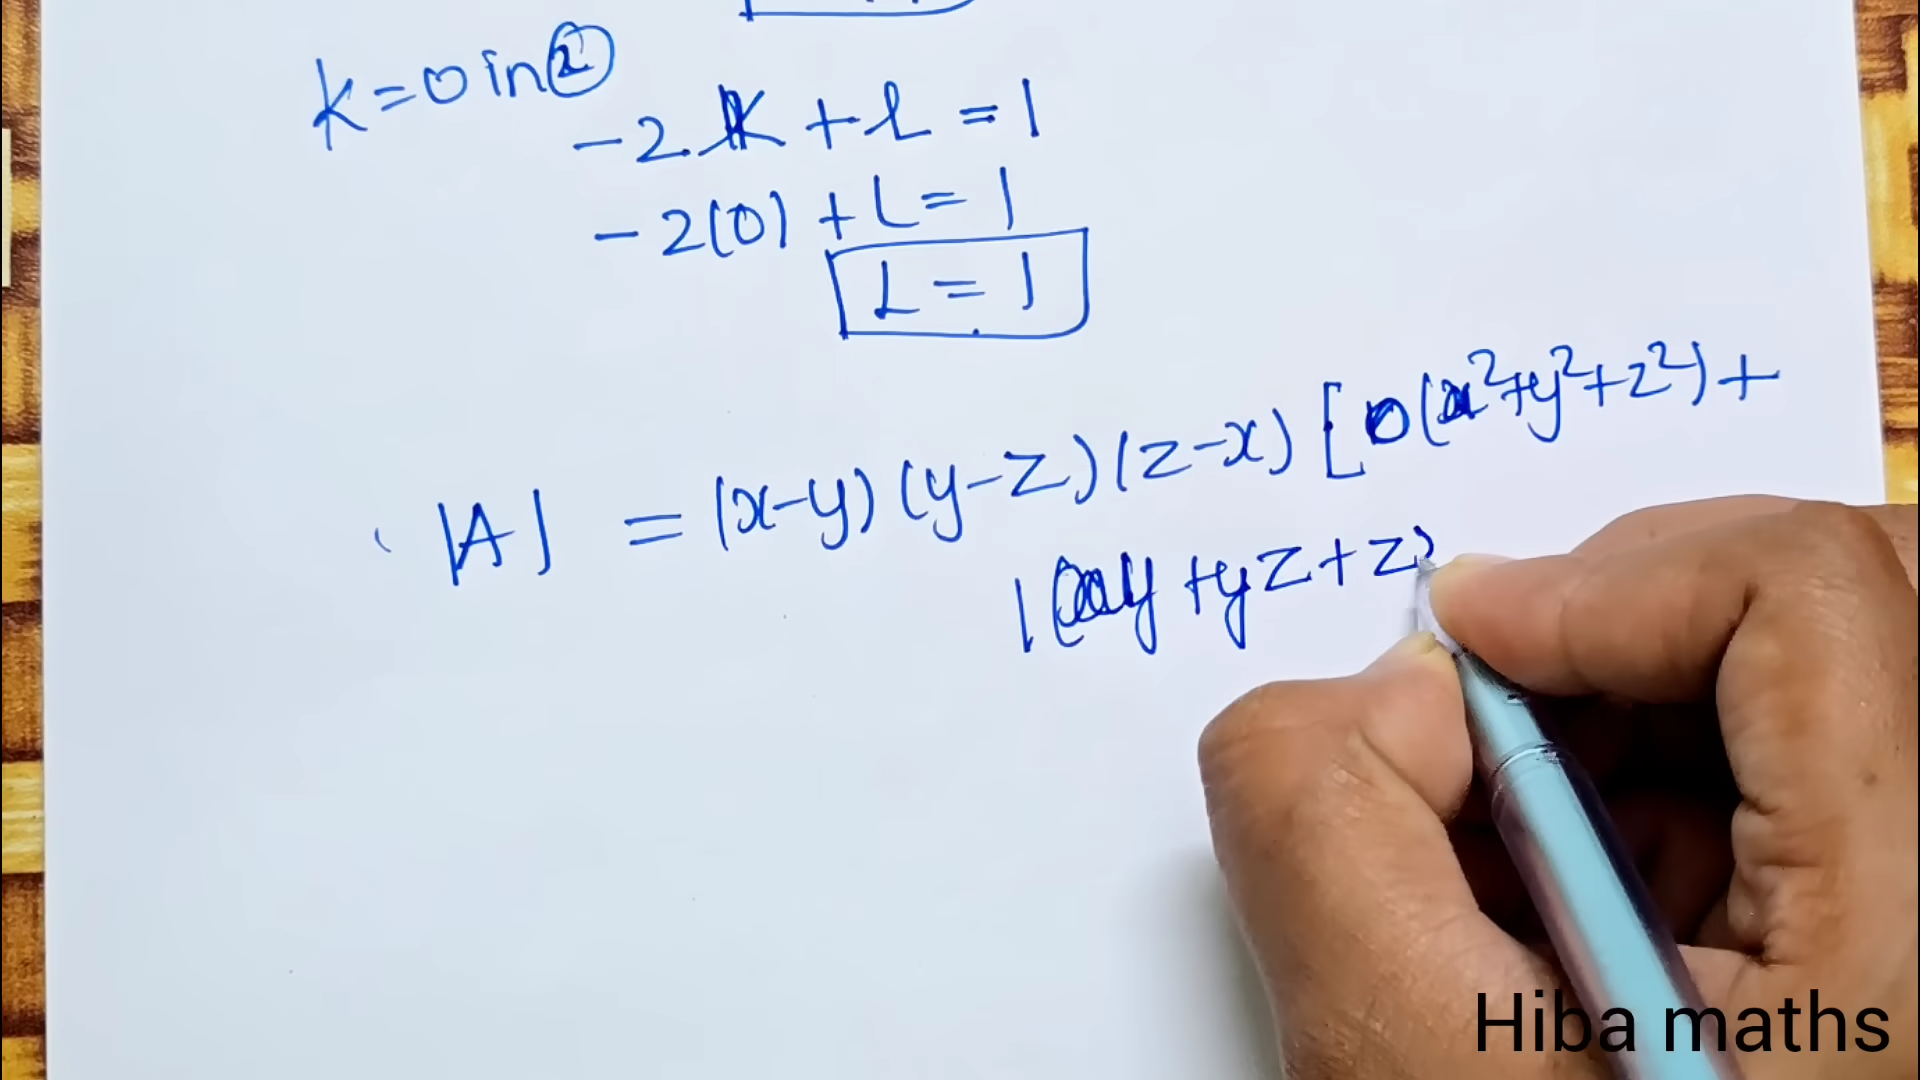 k=0 in ②
-2k + l = 1
-2(0) + L = 1
L = 1
|A| = (x-y) (y-z) (z-x) [0(x²+y²+z²) +
1(xy +yz + z
Hiba maths